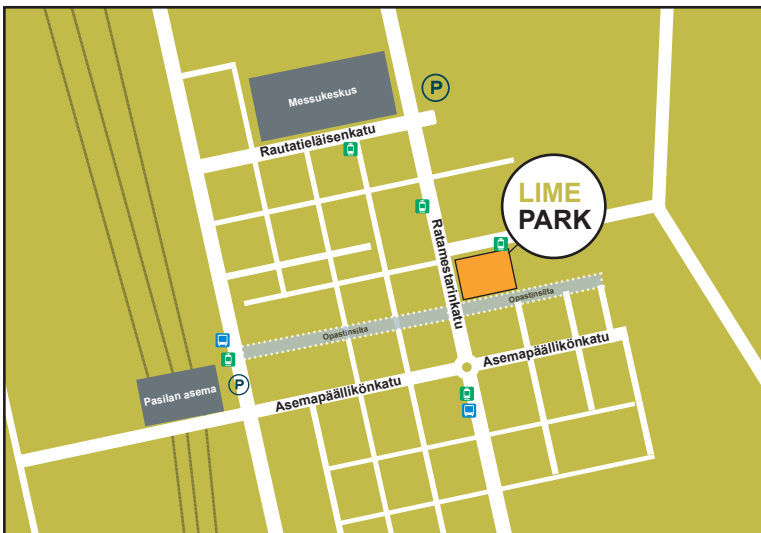 P
Messukeskus
Rautatieläisenkatu
LIME
PARK
Ratamestarinkatu
Opastinsilta
Opastinsilta
Asemapäällikönkatu
Asemapäällikönkatu
P
Pasilan asema